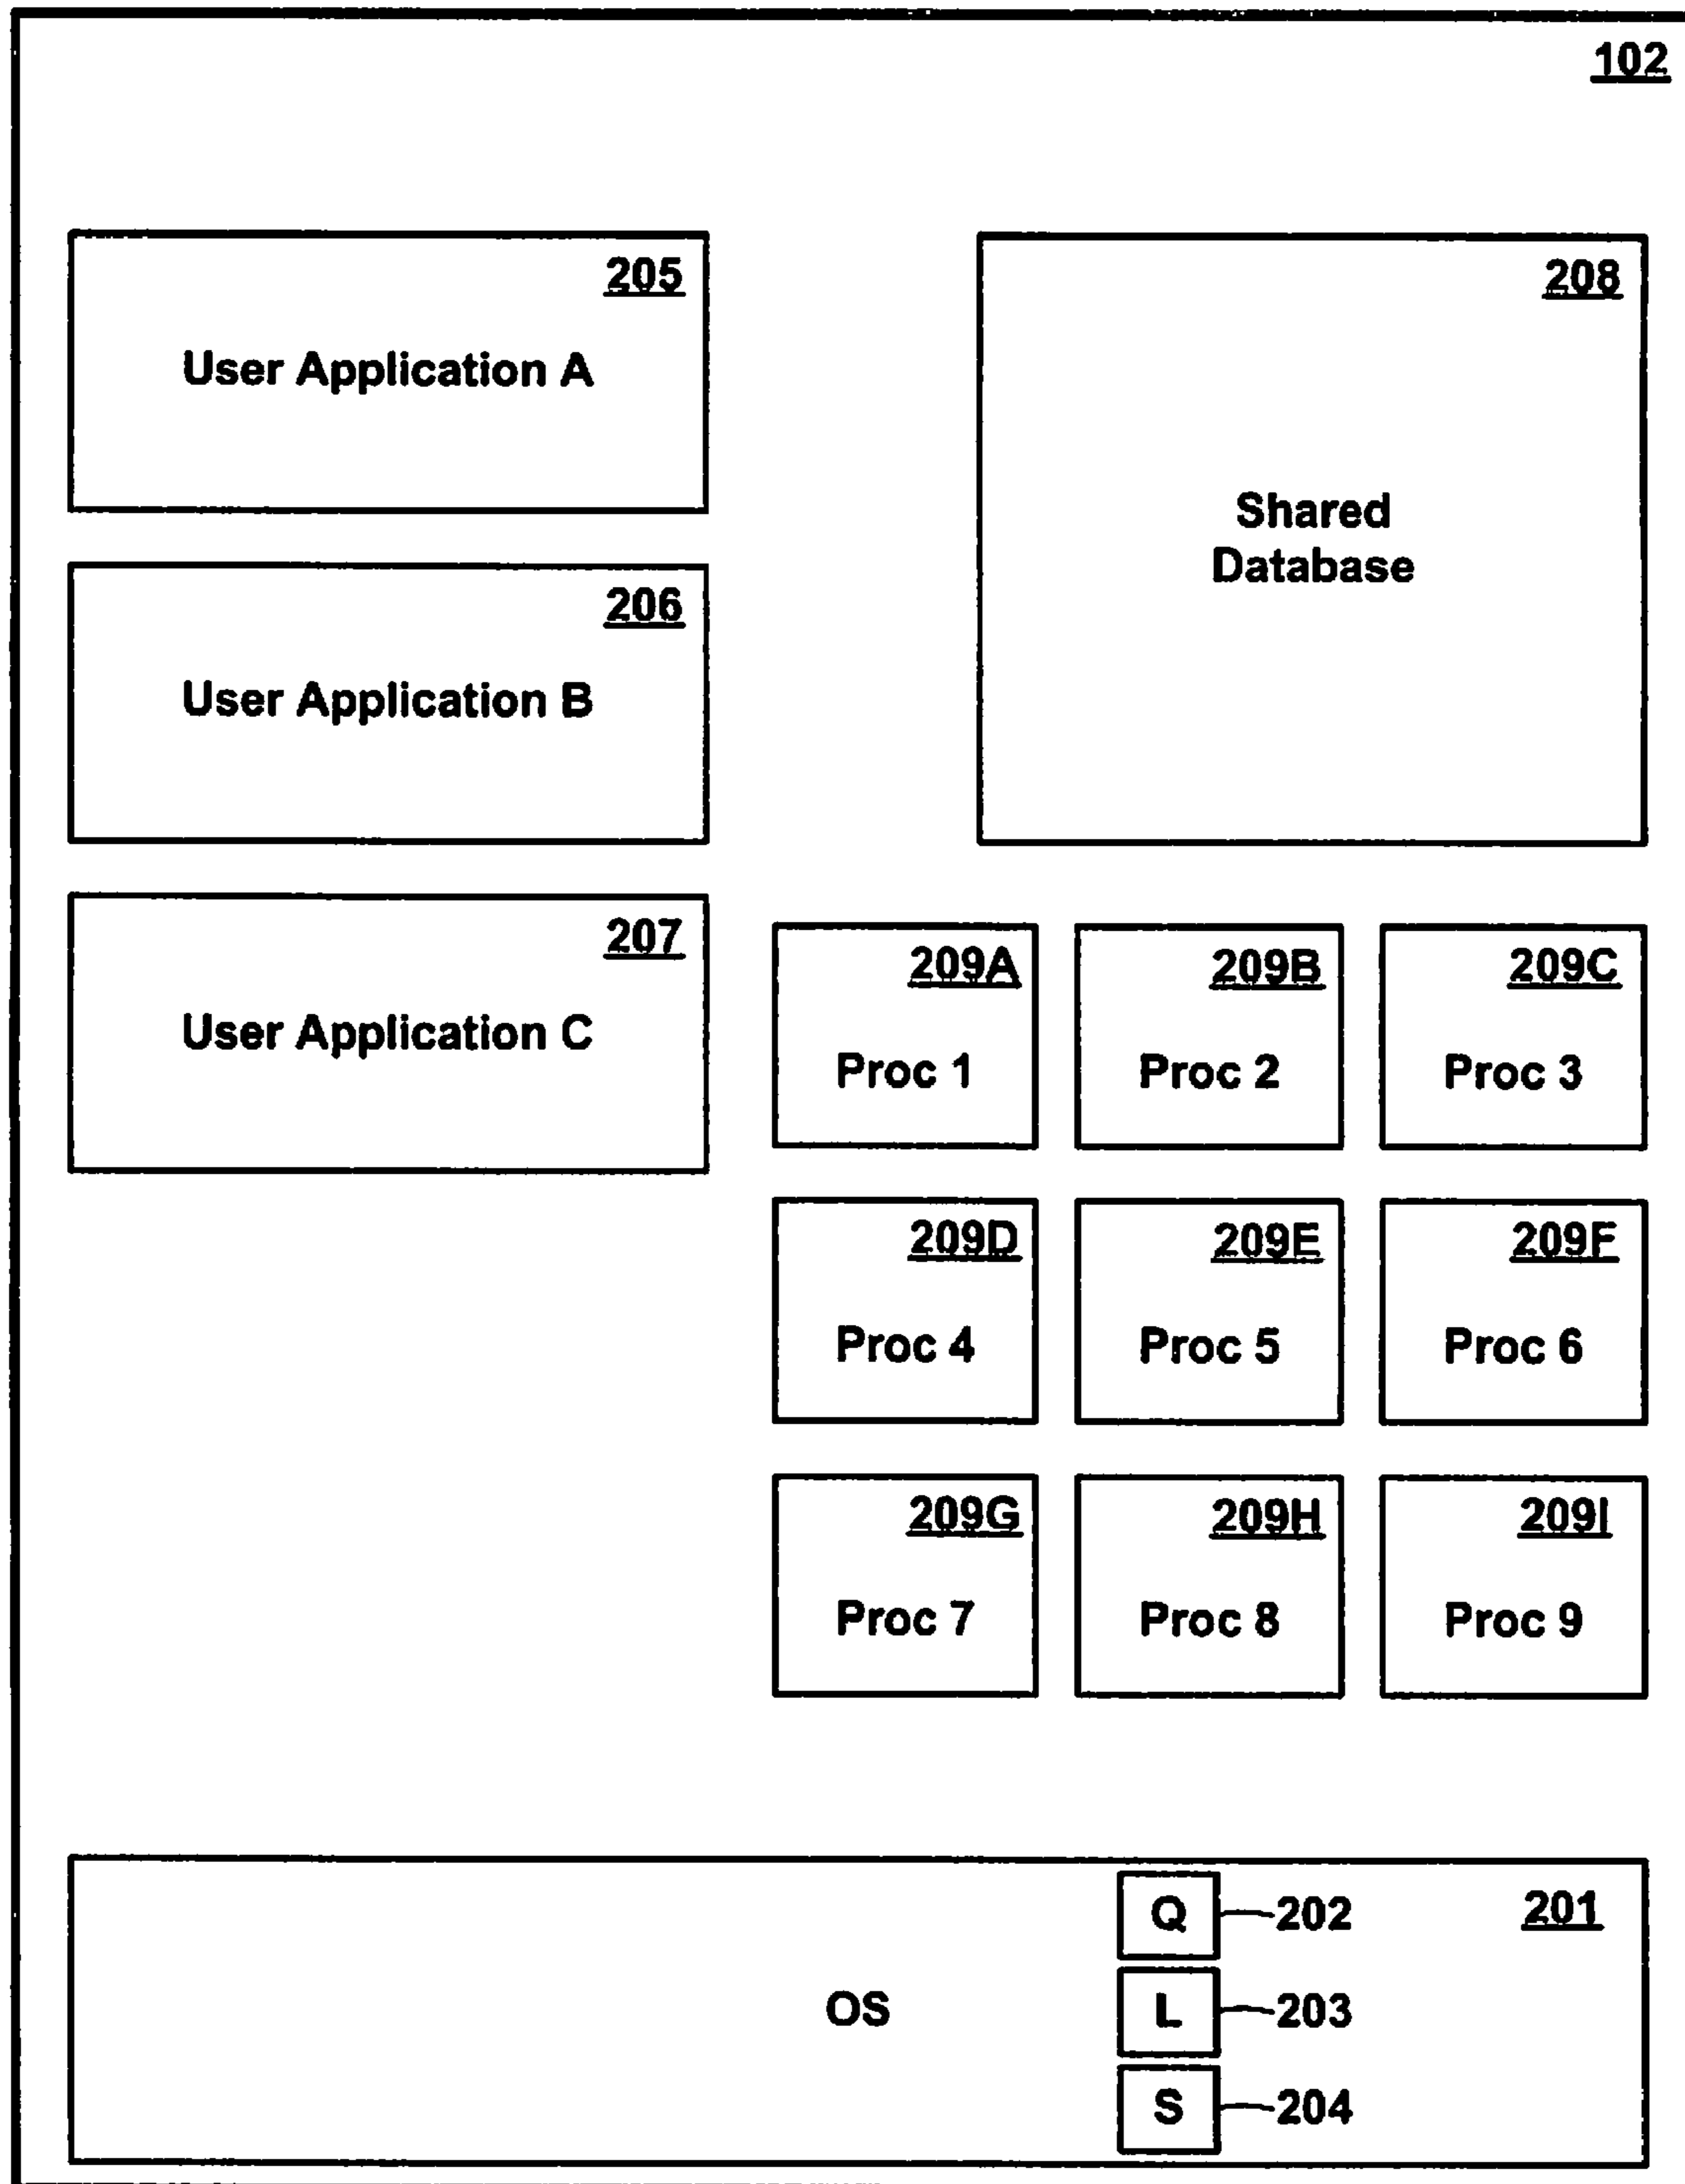 102
205
User Application A
208
Shared
Database
206
User Application B
207
User Application C
209A
Proc 1
209B
Proc 2
209C
Proc 3
209D
Proc 4
209E
Proc 5
209F
Proc 6
209G
Proc 7
209H
Proc 8
209I
Proc 9
201
OS
Q
202
L
203
S
204